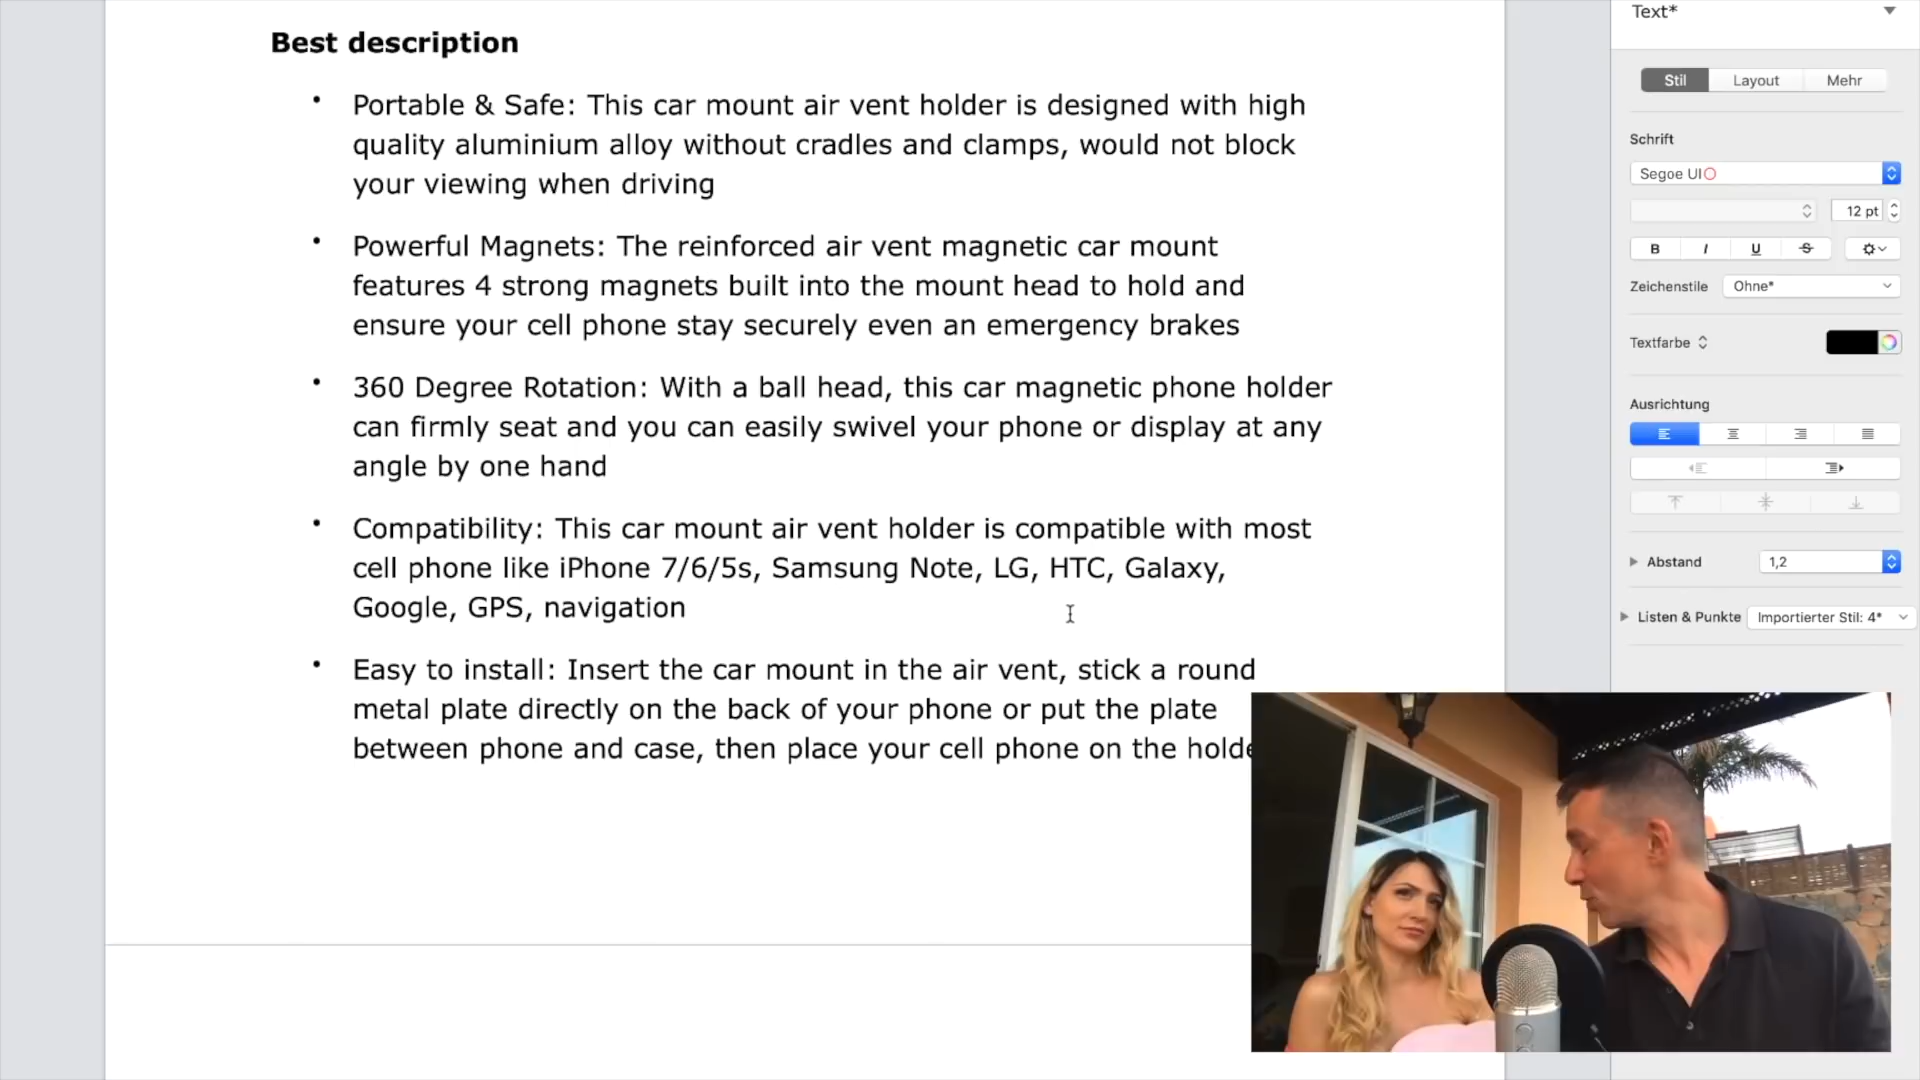 Best description
• Portable & Safe: This car mount air vent holder is designed with high
quality aluminium alloy without cradles and clamps, would not block
your viewing when driving
• Powerful Magnets: The reinforced air vent magnetic car mount
features 4 strong magnets built into the mount head to hold and
ensure your cell phone stay securely even an emergency brakes
• 360 Degree Rotation: With a ball head, this car magnetic phone holder
can firmly seat and you can easily swivel your phone or display at any
angle by one hand
• Compatibility: This car mount air vent holder is compatible with most
cell phone like iPhone 7/6/5s, Samsung Note, LG, HTC, Galaxy,
Google, GPS, navigation
• Easy to install: Insert the car mount in the air vent, stick a round
metal plate directly on the back of your phone or put the plate
between phone and case, then place your cell phone on the holde
Text*
Stil Layout Mehr
Schrift
Segoe UI
12 pt
B I U S
Zeichenstile Ohne*
Textfarbe
Ausrichtung
Abstand 1,2
Listen & Punkte Importierter Stil: 4*